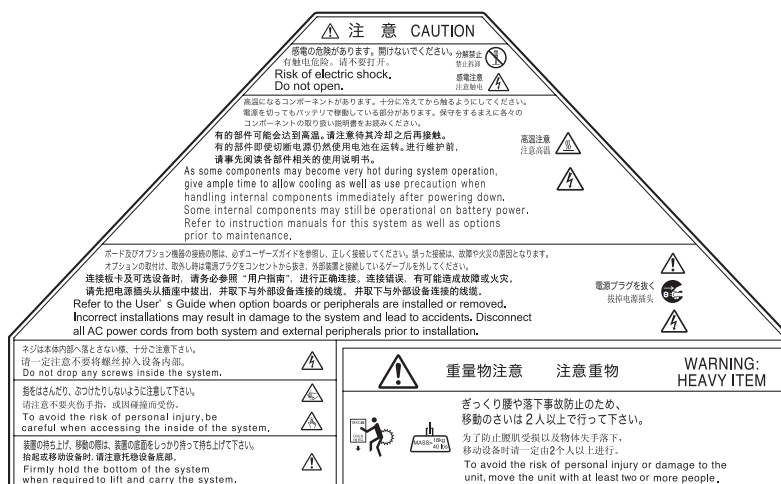 注 意 CAUTION
感電の危険があります。開けないでください。
有触电危险。请不要打开。
Risk of electric shock.
Do not open.
分解禁止
禁止拆卸
感電注意
注意触电
高温になるコンポーネントがあります。十分に冷えてから触るようにしてください。
電源を切ってもバッテリで稼働している部分があります。保守をするまえに各々の
コンポーネントの取り扱い説明書をお読みください。
有的部件可能会达到高温。请注意待其冷却之后再接触。
有的部件即使切断电源仍然使用电池在运转。进行维护前,
请事先阅读各部件相关的使用说明书。
As some components may become very hot during system operation,
give ample time to allow cooling as well as use precaution when
handling internal components immediately after powering down.
Some internal components may still be operational on battery power.
Refer to instruction manuals for this system as well as options
prior to maintenance.
高温注意
注意高温
ボード及びオプション機器の接続の際は、必ずユーザーズガイドを参照し、正しく接続してください。誤った接続は、故障や火災の原因となります。
オプションの取付け、取外し時は電源プラグをコンセントから抜き、外部装置と接続しているケーブルを外してください。
连接板卡及可选设备时, 请务必参照 “用户指南”, 进行正确连接。连接错误, 有可能造成故障或火灾。
请先把电源插头从插座中拔出, 并取下与外部设备连接的线缆。 并取下与外部设备连接的线缆。
Refer to the User's Guide when option boards or peripherals are installed or removed.
Incorrect installations may result in damage to the system and lead to accidents. Disconnect
all AC power cords from both system and external peripherals prior to installation.
電源プラグを抜く
拔掉电源插头
ネジは本体内部へ落とさない様、十分ご注意下さい。
请一定注意不要将螺丝掉入设备内部。
Do not drop any screws inside the system.
指をはさんだり、ぶつけたりしないように注意して下さい。
请注意不要夹伤手指，或因碰撞而受伤。
To avoid the risk of personal injury,be
careful when accessing the inside of the system.
装置の持ち上げ、移動の際は、装置の底面をしっかり持って持ち上げて下さい。
抬起或移动设备时, 请注意托稳设备底部。
Firmly hold the bottom of the system
when required to lift and carry the system.
重量物注意 注意重物
WARNING:
HEAVY ITEM
MASS> 18kg
40 lbs
ぎっくり腰や落下事故防止のため、
移動のさいは2人以上で行って下さい。
为了防止腰肌受损以及物体失手落下,
移动设备时请一定由2个人以上进行。
To avoid the risk of personal injury or damage to the
unit, move the unit with at least two or more people.